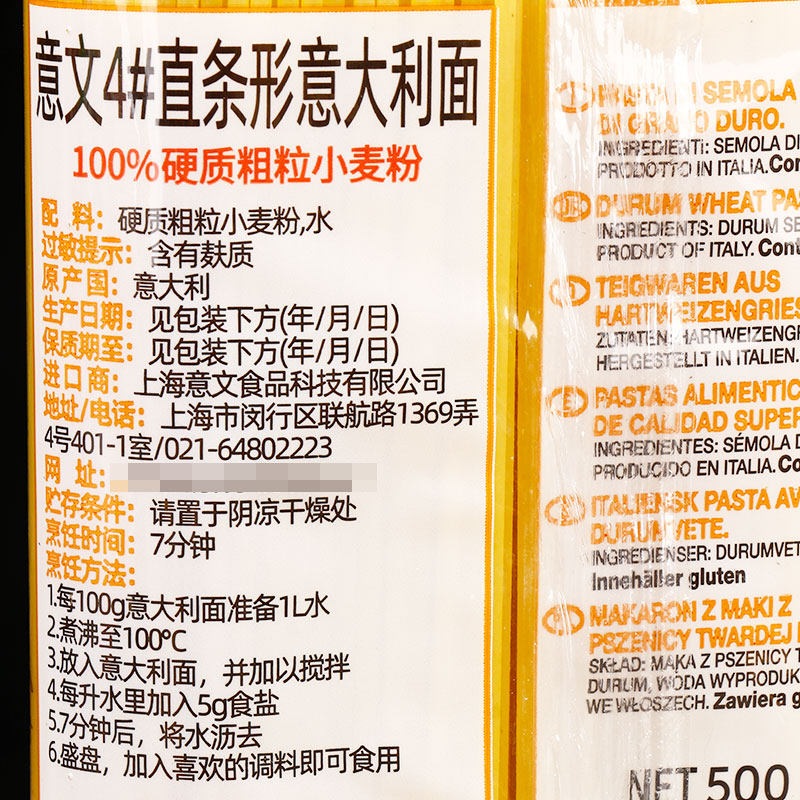 意文4#直条形意大利面
100%硬质粗粒小麦粉
配 料：硬质粗粒小麦粉,水
过敏提示：含有麸质
原产国：意大利
生产日期：见包装下方(年/月/日)
保质期至：见包装下方(年/月/日)
进口商：上海意文食品科技有限公司
地址/电话：上海市闵行区联航路1369弄
4号401-1室/021-64802223
网 址：
贮存条件：请置于阴凉干燥处
烹饪时间：7分钟
烹饪方法：
1.每100g意大利面准备1L水
2.煮沸至100°C
3.放入意大利面，并加以搅拌
4.每升水里加入5g食盐
5.7分钟后，将水沥去
6.盛盘，加入喜欢的调料即可食用
DI SEMOLA
DI GRANO DURO.
INGREDIENTI: SEMOLA DI
PRODOTTO IN ITALIA.
DURUM WHEAT
INGREDIENTS: DURUM
PRODUCT OF ITALY.
TEIGWAREN AUS
HARTWEIZENGRIES
ZUTATEN:
HERGESTELLT IN ITALIEN.
PASTAS ALIMENTIC
DE CALIDAD SUPER
INGREDIENTES: SÉMOLA
PRODUCIDO EN ITALIA.
ITALIENSK PASTA AV
DURUMVETE.
INGREDIENSER: DURUMVETE
Innehåller gluten
MAKARON Z MAKI Z
PSZENICY TWARDEJ
SKŁAD: MĄKA Z PSZENICY
DURUM, WODA WYPRODUK
WE WŁOSZECH. Zawiera g
NET 500